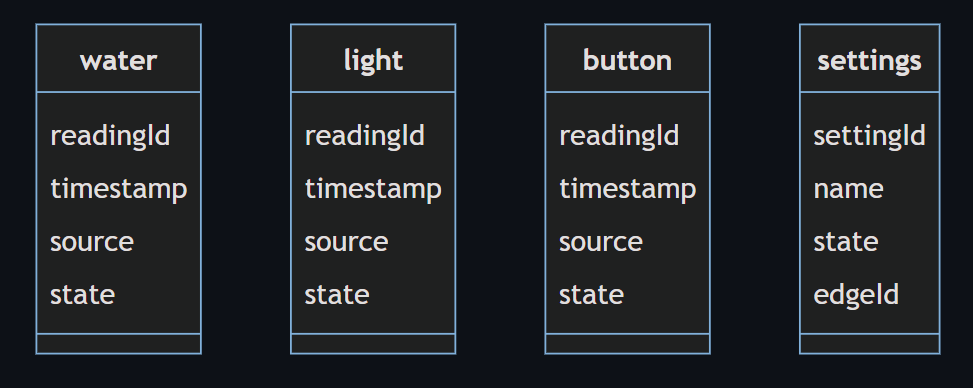 water
readingId
timestamp
source
state
light
readingId
timestamp
source
state
button
readingId
timestamp
source
state
settings
settingId
name
state
edgeId